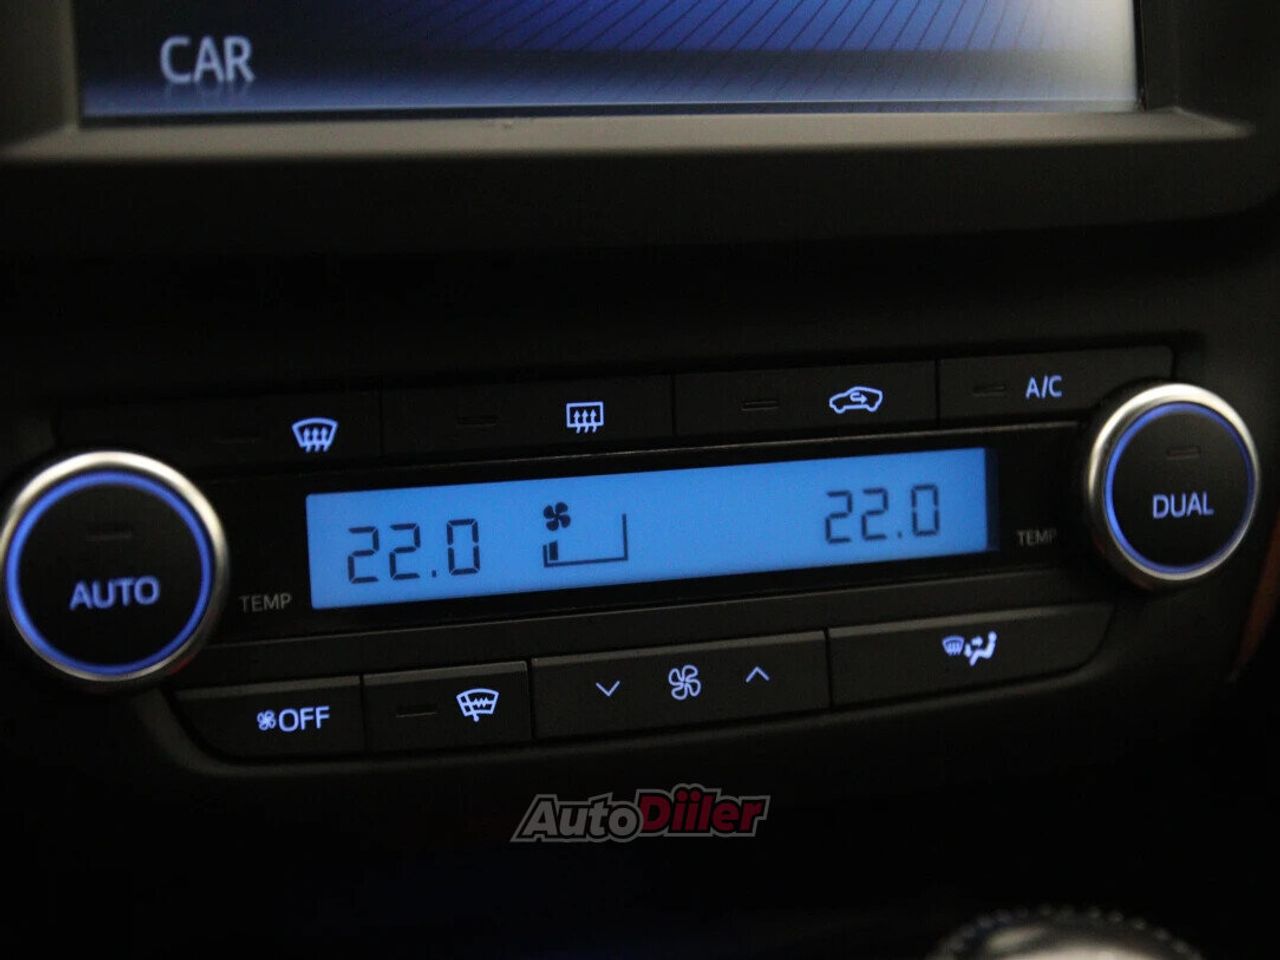 CAR
A/C
22.0
22.0
DUAL
TEMP
AUTO
TEMP
OFF
AutoDiiler